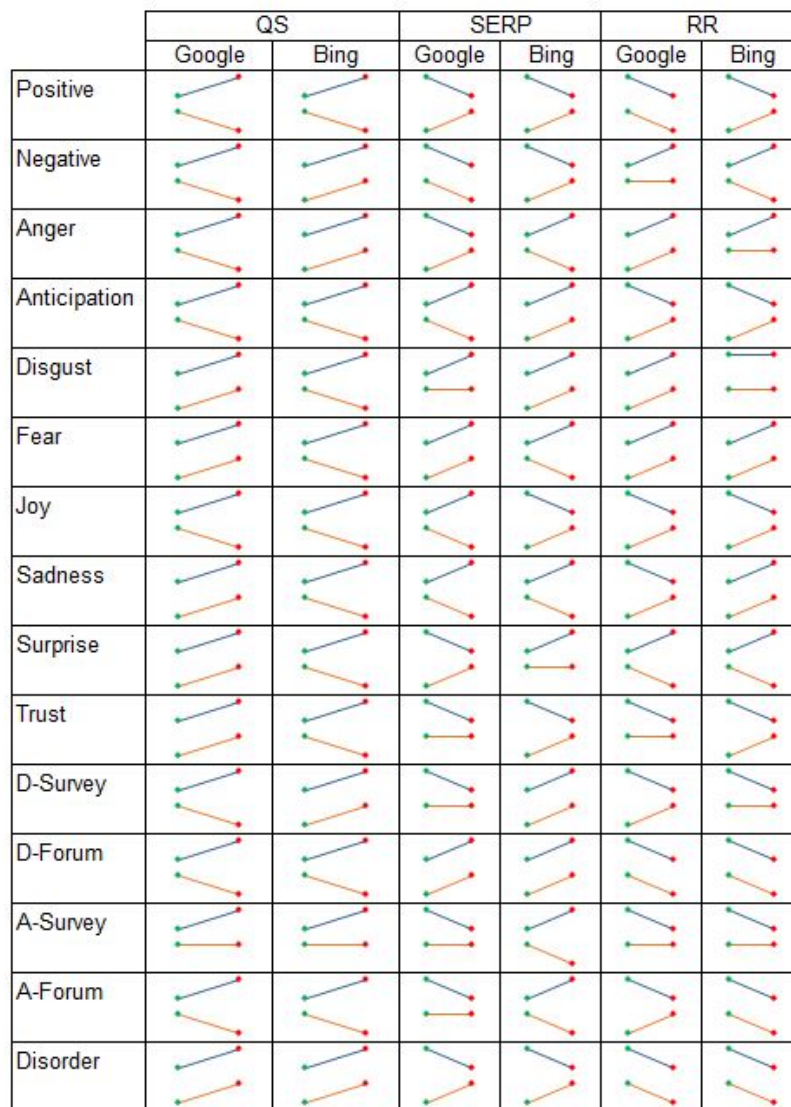 QS SERP RR
Google Bing Google Bing Google Bing
Positive
Negative
Anger
Anticipation
Disgust
Fear
Joy
Sadness
Surprise
Trust
D-Survey
D-Forum
A-Survey
A-Forum
Disorder